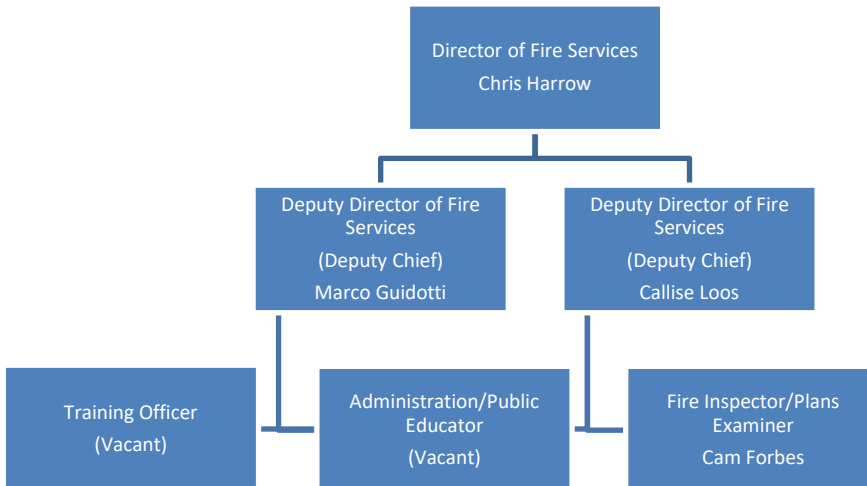 Director of Fire Services
Chris Harrow
Deputy Director of Fire
Services
(Deputy Chief)
Marco Guidotti
Deputy Director of Fire
Services
(Deputy Chief)
Callise Loos
Training Officer
(Vacant)
Administration/Public
Educator
(Vacant)
Fire Inspector/Plans
Examiner
Cam Forbes